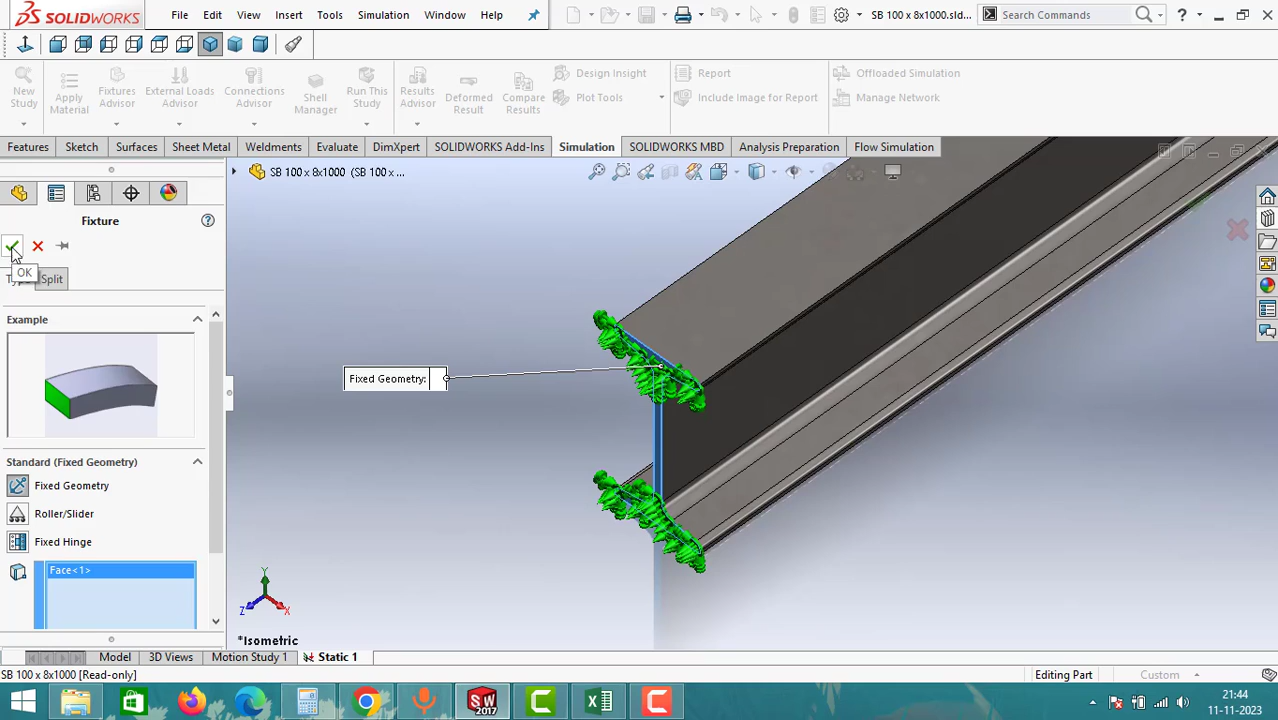 SOLIDWORKS File Edit View Insert Tools Simulation Window Help SB 100 x 8x1000.sld... Search Commands ?
New Study
Apply Material
Fixtures Advisor
External Loads Advisor
Connections Advisor
Shell Manager
Run This Study
Results Advisor
Deformed Result
Compare Results
Design Insight
Plot Tools
Report
Include Image for Report
Offloaded Simulation
Manage Network
Features Sketch Surfaces Sheet Metal Weldments Evaluate DimXpert SOLIDWORKS Add-Ins Simulation SOLIDWORKS MBD Analysis Preparation Flow Simulation
SB 100 x 8x1000 (SB 100 x ...
Fixture
OK
Split
Example
Standard (Fixed Geometry)
Fixed Geometry
Roller/Slider
Fixed Hinge
Face<1>
Fixed Geometry:
Y
Z
X
*Isometric
Model 3D Views Motion Study 1 Static 1
SB 100 x 8x1000 [Read-only] Editing Part Custom
SW
2017
21:44
11-11-2023